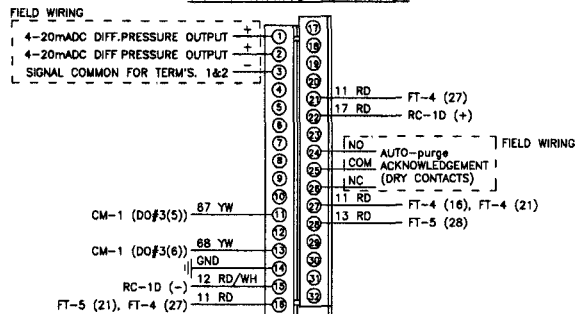 FIELD WIRING
4-20mADC DIFF.PRESSURE OUTPUT + 1
4-20mADC DIFF PRESSURE OUTPUT + 2
SIGNAL COMMON FOR TERM'S. 1&2 - 3
4
5
6
7
8
9
10
CM-1 (DO#3(5)) 87 YW 11
12
CM-1 (DO#3(6)) 68 YW 13
GND 14
RC-1D (-) 12 RD/WH 15
FT-5 (21), FT-4 (27) 11 RD 16
17
18
19
20
21 11 RD FT-4 (27)
22 17 RD RC-1D (+)
23
FIELD WIRING
24 NO AUTO-purge
25 COM ACKNOWLEDGEMENT
26 NC (DRY CONTACTS)
27 11 RD FT-4 (16), FT-4 (21)
28 13 RD FT-5 (28)
29
30
31
32